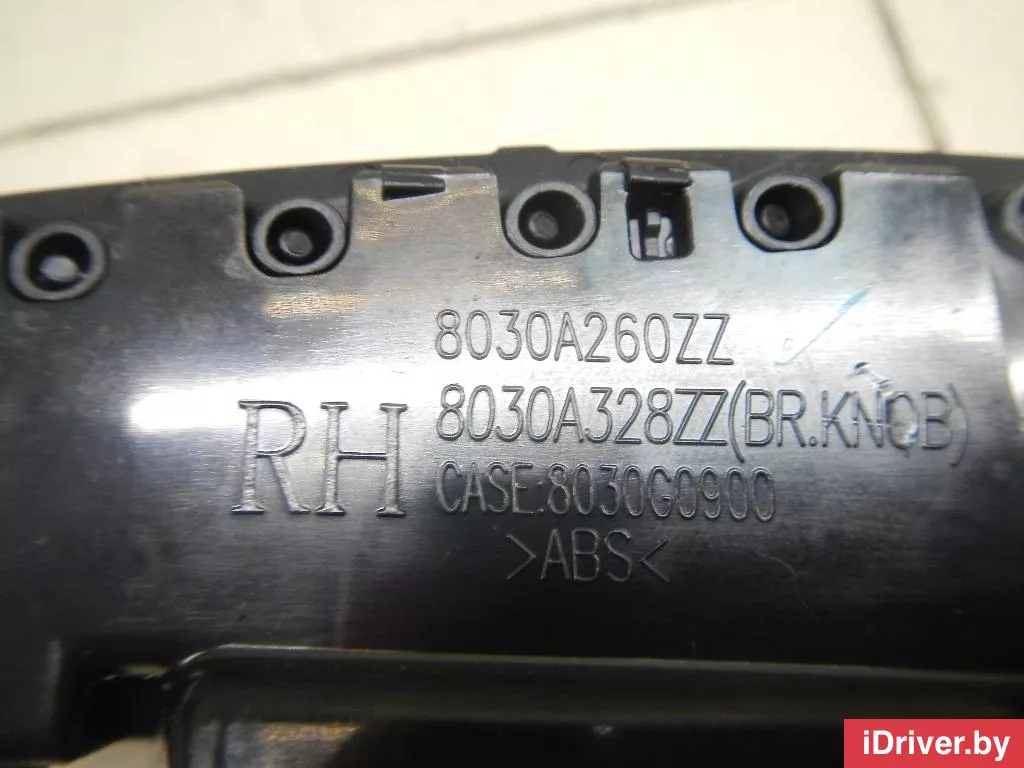 8030A260ZZ
RH
8030A328ZZ(BR.KNOB)
CASE:8030G0900
>ABS<
iDriver.by